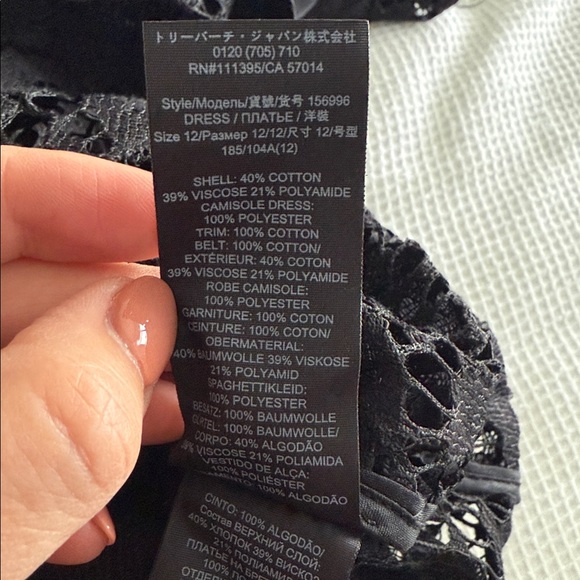 トリーバーチ・ジャパン株式会社
0120 (705) 710
RN#111395/CA 57014
Style/Модель/貨號/货号 156996
DRESS / ПЛАТЬЕ / 洋裝
Size 12/Размер 12/12/尺寸 12/号型
185/104A(12)
SHELL: 40% COTTON
39% VISCOSE 21% POLYAMIDE
CAMISOLE DRESS:
100% POLYESTER
TRIM: 100% COTTON
BELT: 100% COTTON/
EXTÉRIEUR: 40% COTON
39% VISCOSE 21% POLYAMIDE
ROBE CAMISOLE:
100% POLYESTER
GARNITURE: 100% COTON
CEINTURE: 100% COTON/
OBERMATERIAL:
40% BAUMWOLLE 39% VISKOSE
21% POLYAMID
SPAGHETTIKLEID:
100% POLYESTER
BESATZ: 100% BAUMWOLLE
GÜRTEL: 100% BAUMWOLLE/
CORPO: 40% ALGODÃO
39% VISCOSE 21% POLIAMIDA
VESTIDO DE ALÇA:
100% POLIÉSTER
100% ALGODÃO
CINTO: 100% ALGODÃO/
Состав ВЕРХНИЙ СЛОЙ:
40% ХЛОПОК 39% ВИСКО
21% ПОЛИАМИД
ПЛАТЬЕ НА
100%